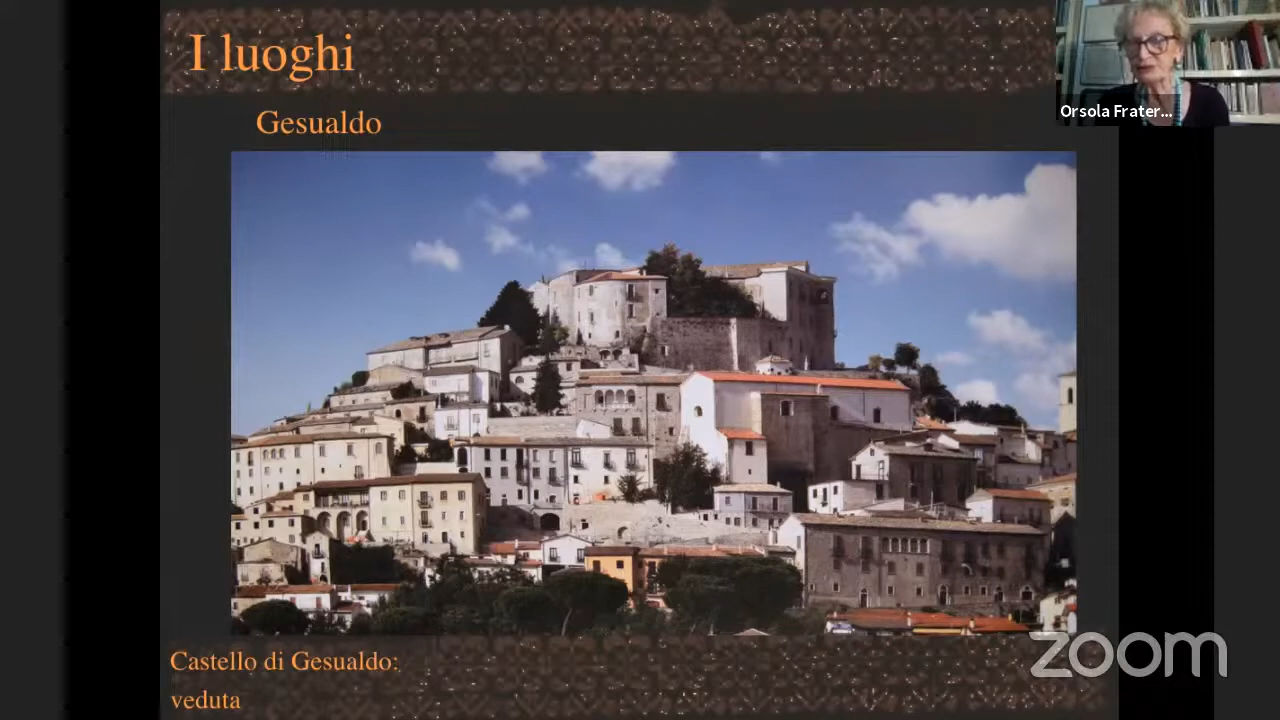 I luoghi
Orsola Frater...
Gesualdo
Castello di Gesualdo:
veduta
zoom